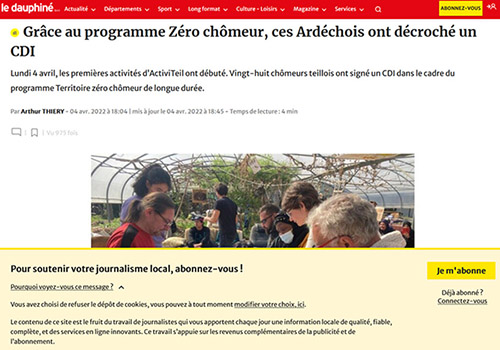 le dauphiné
Actualité Départements Sport Long format Culture - Loisirs Magazine Services ABONNEZ-VOUS
Grâce au programme Zéro chômeur, ces Ardéchois ont décroché un
CDI
Lundi 4 avril, les premières activités d'ActiviTeil ont débuté. Vingt-huit chômeurs teillois ont signé un CDI dans le cadre du
programme Territoire zéro chômeur de longue durée.
Par Arthur THIERY - 04 avr. 2022 à 18:04 | mis à jour le 04 avr. 2022 à 18:45 - Temps de lecture : 4 min
Vu 875 fois
Pour soutenir votre journalisme local, abonnez-vous !
Je m'abonne
Pourquoi voyez-vous ce message ?
Déjà abonné ?
Connectez-vous
Vous avez choisi de refuser le dépôt de cookies, vous pouvez à tout moment modifier votre choix, ici.
Le contenu de ce site est le fruit du travail de journalistes qui vous apportent chaque jour une information locale de qualité, fiable,
complète, et des services en ligne innovants. Ce travail s'appuie sur les revenus complémentaires de la publicité et de
l'abonnement.